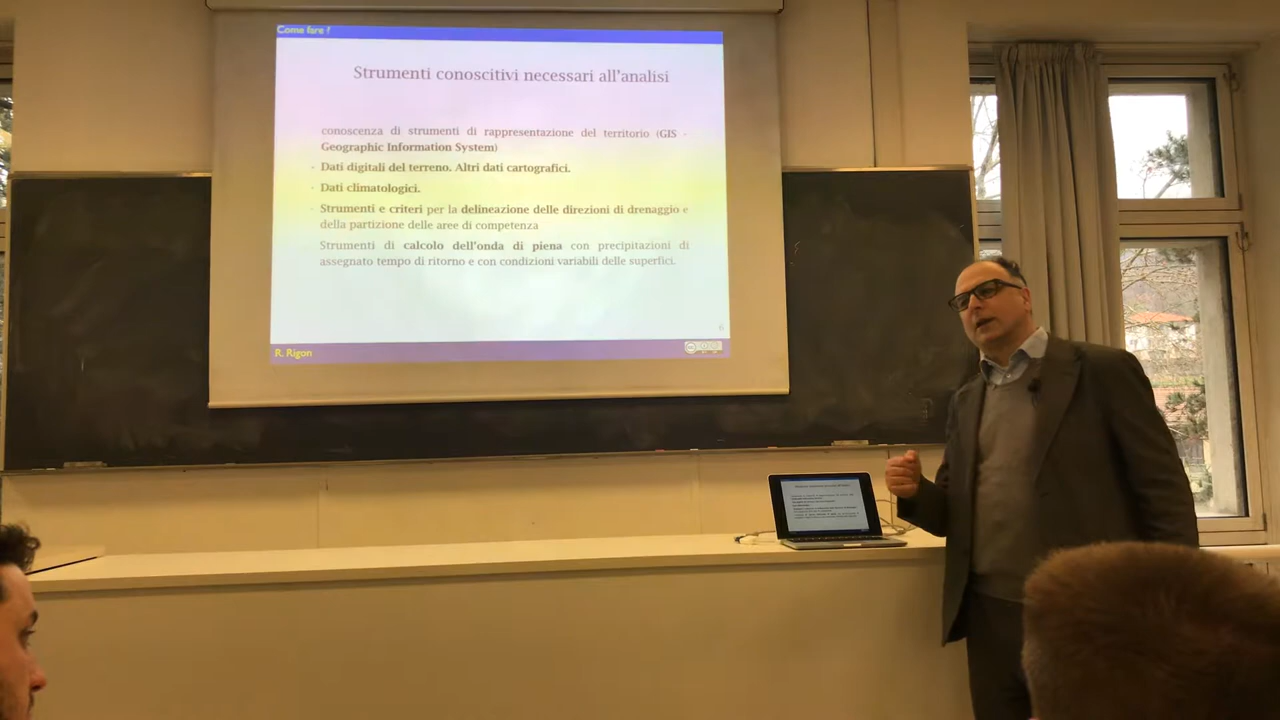 Come fare ?
Strumenti conoscitivi necessari all'analisi
conoscenza di strumenti di rappresentazione del territorio (GIS -
Geographic Information System)
- Dati digitali del terreno. Altri dati cartografici.
- Dati climatologici.
- Strumenti e criteri per la delineazione delle direzioni di drenaggio e
della partizione delle aree di competenza
Strumenti di calcolo dell'onda di piena con precipitazioni di
assegnato tempo di ritorno e con condizioni variabili delle superfici.
R. Rigon